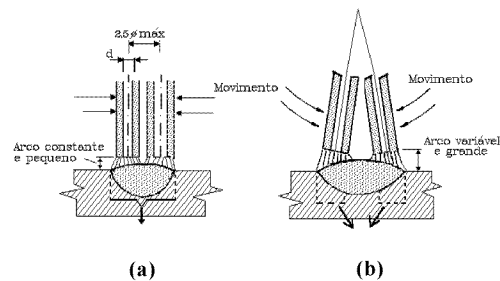 2,5 ø máx
d
Movimento
Movimento
Arco constante
e pequeno
Arco variável
e grande
(a)
(b)